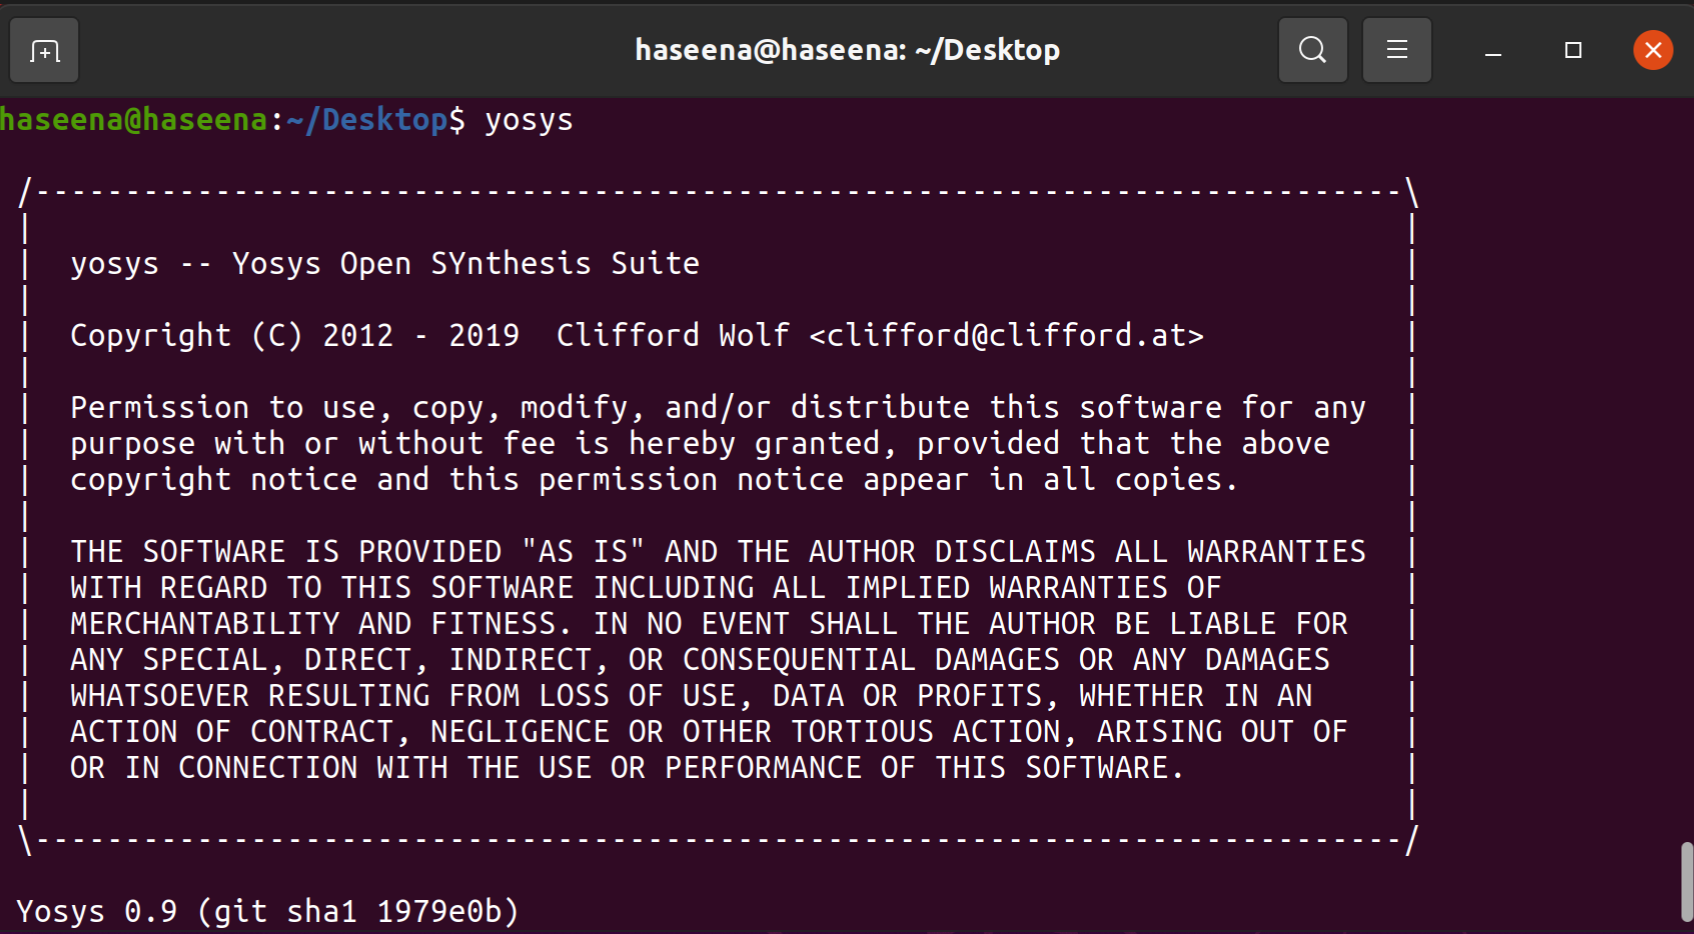 haseena@haseena: ~/Desktop
haseena@haseena:~/Desktop$ yosys
/----------------------------------------------------------------------------\
|                                                                            |
|  yosys -- Yosys Open SYnthesis Suite                                       |
|                                                                            |
|  Copyright (C) 2012 - 2019  Clifford Wolf <clifford@clifford.at>           |
|                                                                            |
|  Permission to use, copy, modify, and/or distribute this software for any  |
|  purpose with or without fee is hereby granted, provided that the above    |
|  copyright notice and this permission notice appear in all copies.         |
|                                                                            |
|  THE SOFTWARE IS PROVIDED "AS IS" AND THE AUTHOR DISCLAIMS ALL WARRANTIES  |
|  WITH REGARD TO THIS SOFTWARE INCLUDING ALL IMPLIED WARRANTIES OF          |
|  MERCHANTABILITY AND FITNESS. IN NO EVENT SHALL THE AUTHOR BE LIABLE FOR   |
|  ANY SPECIAL, DIRECT, INDIRECT, OR CONSEQUENTIAL DAMAGES OR ANY DAMAGES    |
|  WHATSOEVER RESULTING FROM LOSS OF USE, DATA OR PROFITS, WHETHER IN AN     |
|  ACTION OF CONTRACT, NEGLIGENCE OR OTHER TORTIOUS ACTION, ARISING OUT OF   |
|  OR IN CONNECTION WITH THE USE OR PERFORMANCE OF THIS SOFTWARE.            |
|                                                                            |
\----------------------------------------------------------------------------/
Yosys 0.9 (git sha1 1979e0b)